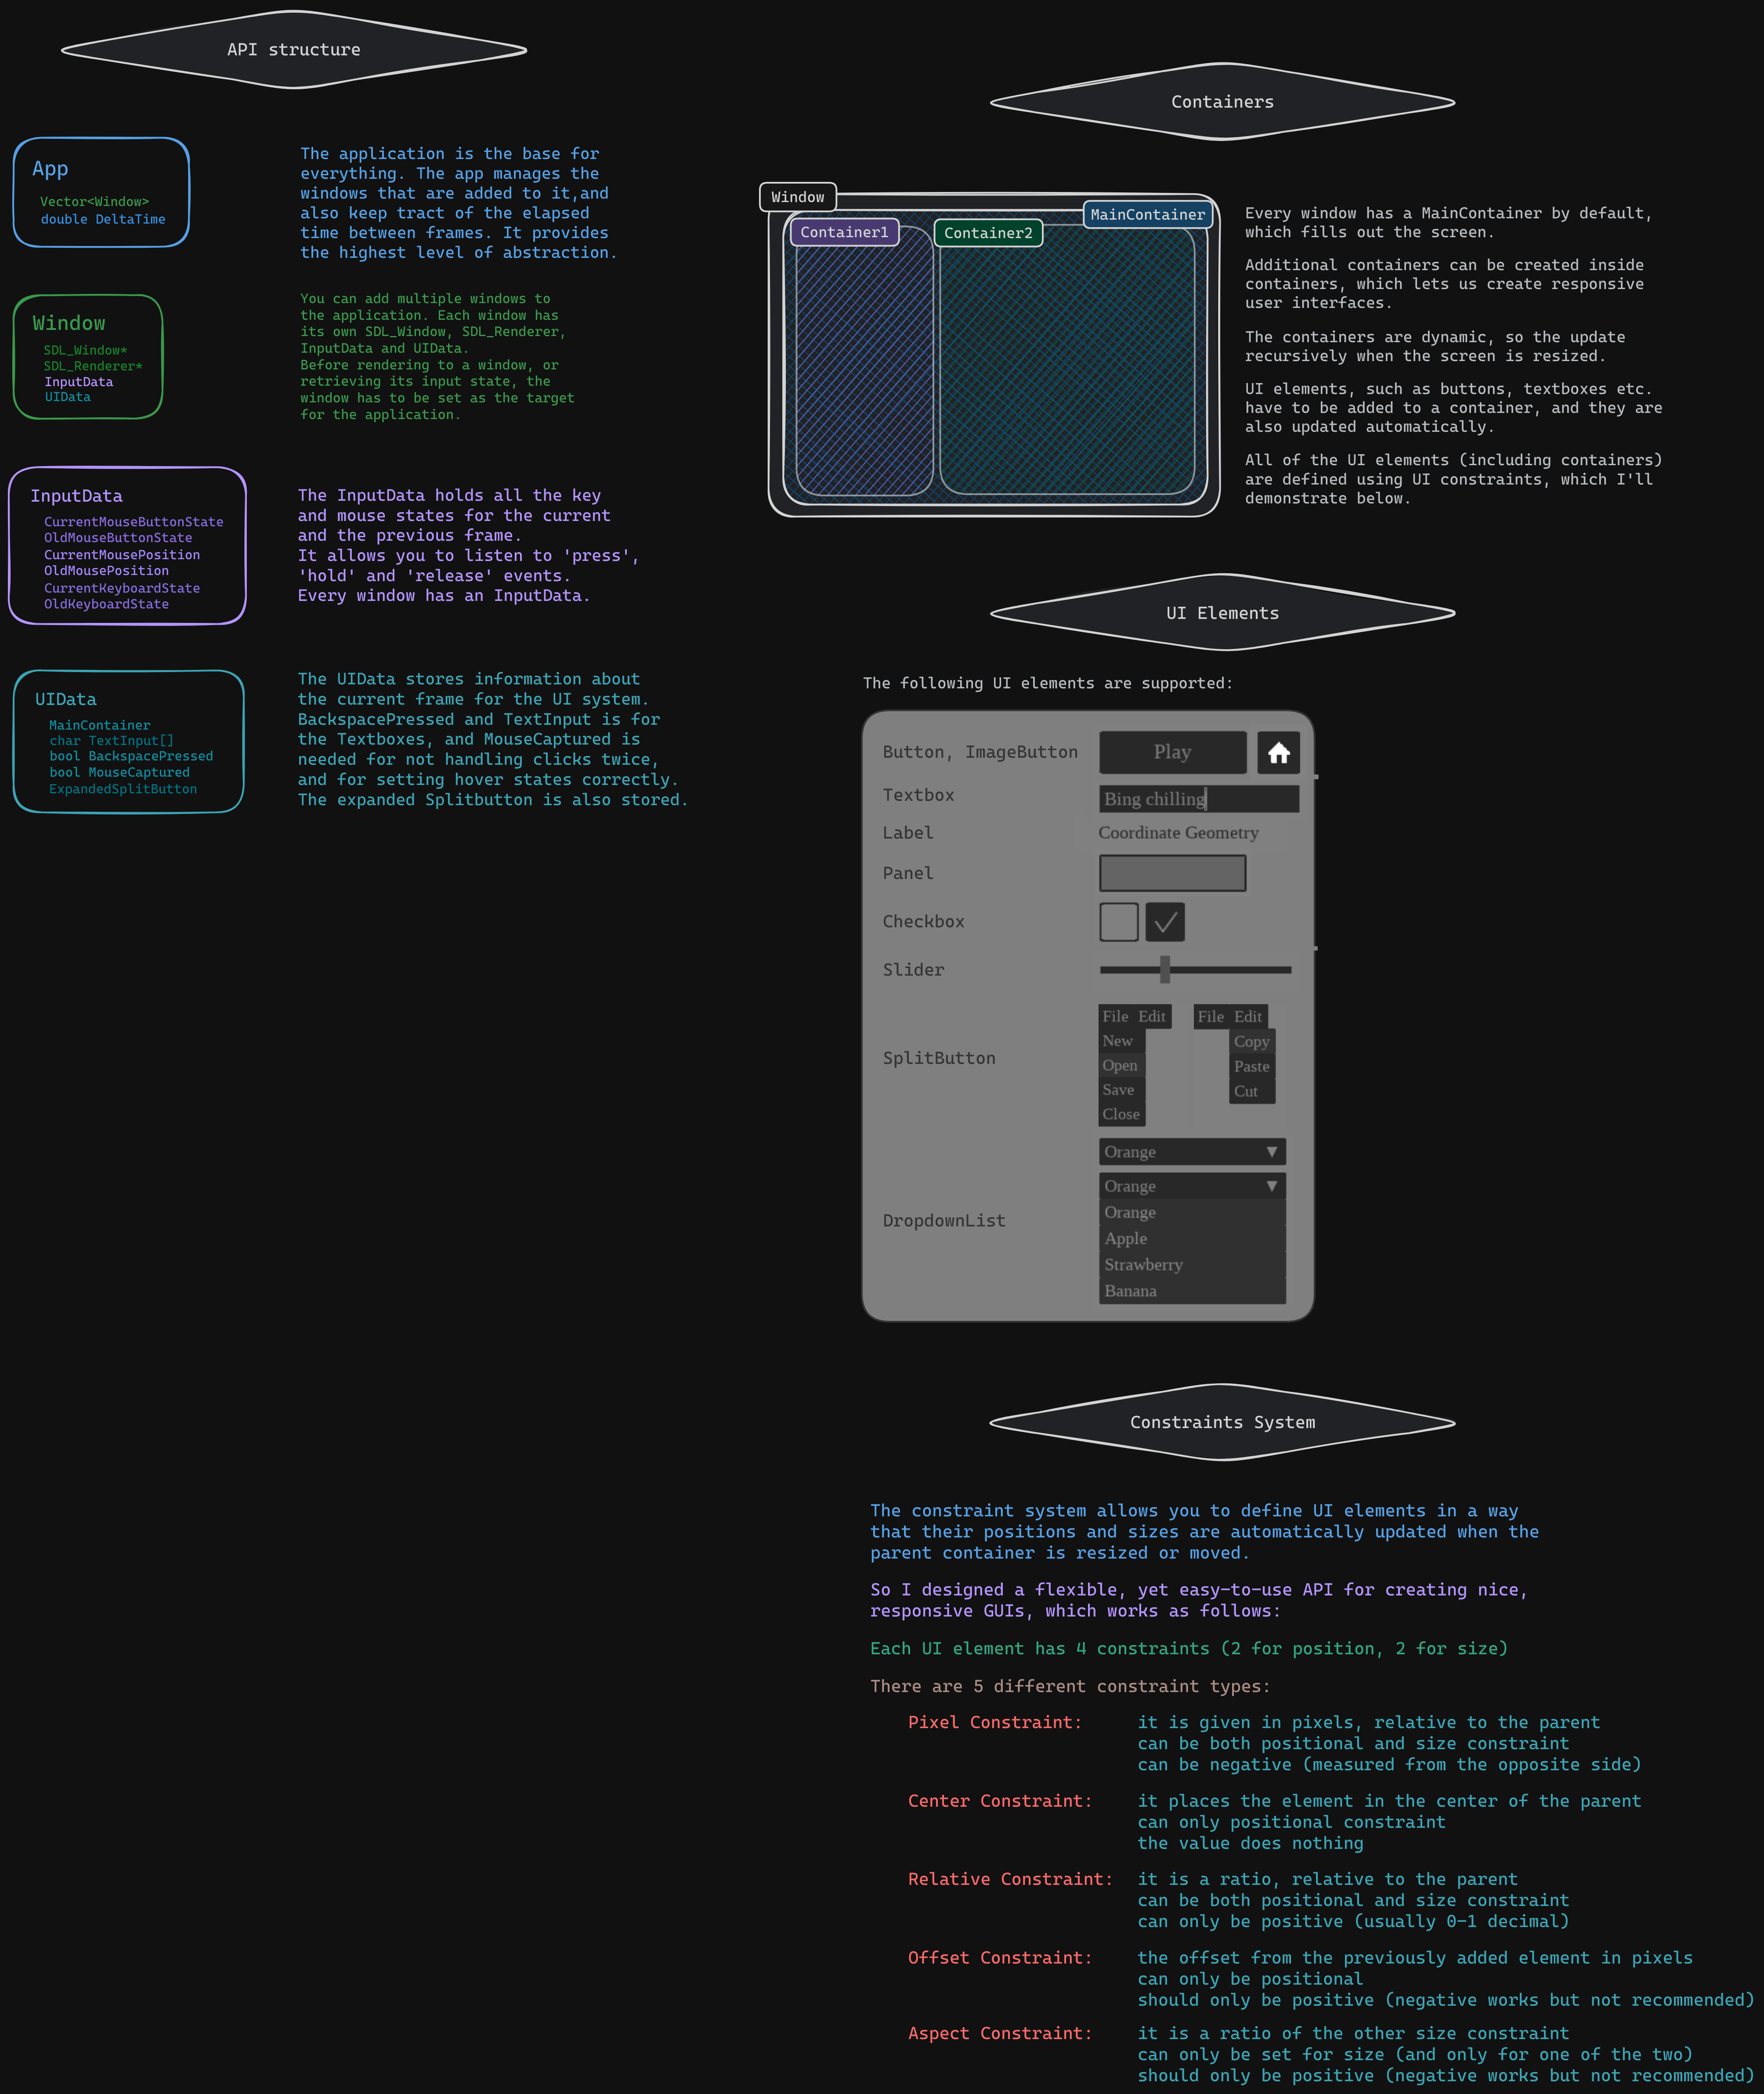 API structure
App
Vector<Window>
double DeltaTime
The application is the base for
everything. The app manages the
windows that are added to it,and
also keep tract of the elapsed
time between frames. It provides
the highest level of abstraction.
Window
SDL_Window*
SDL_Renderer*
InputData
UIData
You can add multiple windows to
the application. Each window has
its own SDL_Window, SDL_Renderer,
InputData and UIData.
Before rendering to a window, or
retrieving its input state, the
window has to be set as the target
for the application.
InputData
CurrentMouseButtonState
OldMouseButtonState
CurrentMousePosition
OldMousePosition
CurrentKeyboardState
OldKeyboardState
The InputData holds all the key
and mouse states for the current
and the previous frame.
It allows you to listen to 'press',
'hold' and 'release' events.
Every window has an InputData.
UIData
MainContainer
char TextInput[]
bool BackspacePressed
bool MouseCaptured
ExpandedSplitButton
The UIData stores information about
the current frame for the UI system.
BackspacePressed and TextInput is for
the Textboxes, and MouseCaptured is
needed for not handling clicks twice,
and for setting hover states correctly.
The expanded Splitbutton is also stored.
Containers
Window
MainContainer
Container1
Container2
Every window has a MainContainer by default,
which fills out the screen.
Additional containers can be created inside
containers, which lets us create responsive
user interfaces.
The containers are dynamic, so the update
recursively when the screen is resized.
UI elements, such as buttons, textboxes etc.
have to be added to a container, and they are
also updated automatically.
All of the UI elements (including containers)
are defined using UI constraints, which I'll
demonstrate below.
UI Elements
The following UI elements are supported:
Button, ImageButton
Play
Textbox
Bing chilling
Label
Coordinate Geometry
Panel
Checkbox
Slider
SplitButton
File Edit
New
Open
Save
Close
File Edit
Copy
Paste
Cut
DropdownList
Orange
Orange
Orange
Apple
Strawberry
Banana
Constraints System
The constraint system allows you to define UI elements in a way
that their positions and sizes are automatically updated when the
parent container is resized or moved.
So I designed a flexible, yet easy-to-use API for creating nice,
responsive GUIs, which works as follows:
Each UI element has 4 constraints (2 for position, 2 for size)
There are 5 different constraint types:
Pixel Constraint: it is given in pixels, relative to the parent
can be both positional and size constraint
can be negative (measured from the opposite side)
Center Constraint: it places the element in the center of the parent
can only positional constraint
the value does nothing
Relative Constraint: it is a ratio, relative to the parent
can be both positional and size constraint
can only be positive (usually 0-1 decimal)
Offset Constraint: the offset from the previously added element in pixels
can only be positional
should only be positive (negative works but not recommended)
Aspect Constraint: it is a ratio of the other size constraint
can only be set for size (and only for one of the two)
should only be positive (negative works but not recommended)